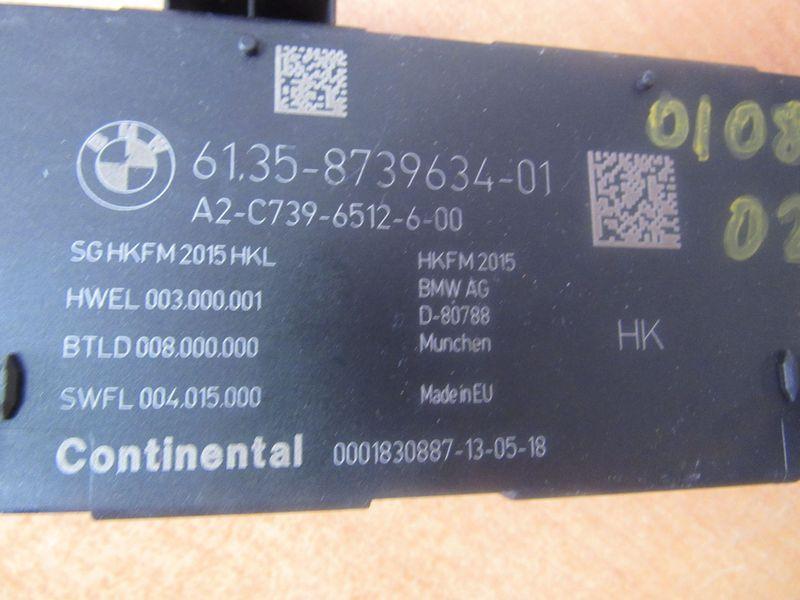 BMW
61.35-8739634-01
A2-C739-6512-6-00
SG HKFM 2015 HKL
HWEL 003.000.001
BTLD 008.000.000
SWFL 004.015.000
HKFM 2015
BMW AG
D-80788
Munchen
Made in EU
HK
Continental 0001830887-13-05-18
0108
02